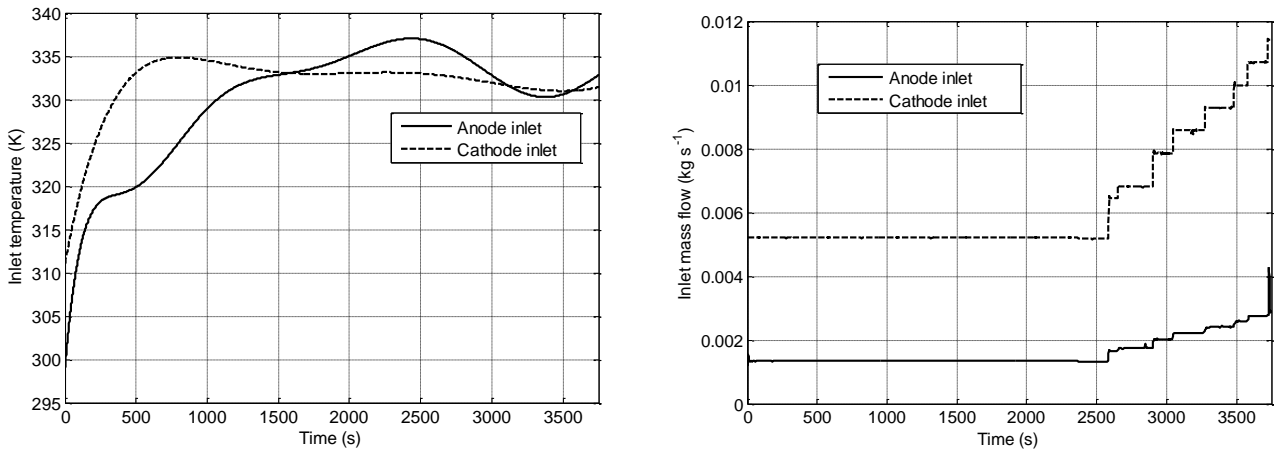 340
335
330
325
320
315
310
305
300
295
Inlet temperature (K)
0 500 1000 1500 2000 2500 3000 3500
Time (s)
Anode inlet
Cathode inlet
0.012
0.01
0.008
0.006
0.004
0.002
0
Inlet mass flow (kg s-1)
0 500 1000 1500 2000 2500 3000 3500
Time (s)
Anode inlet
Cathode inlet